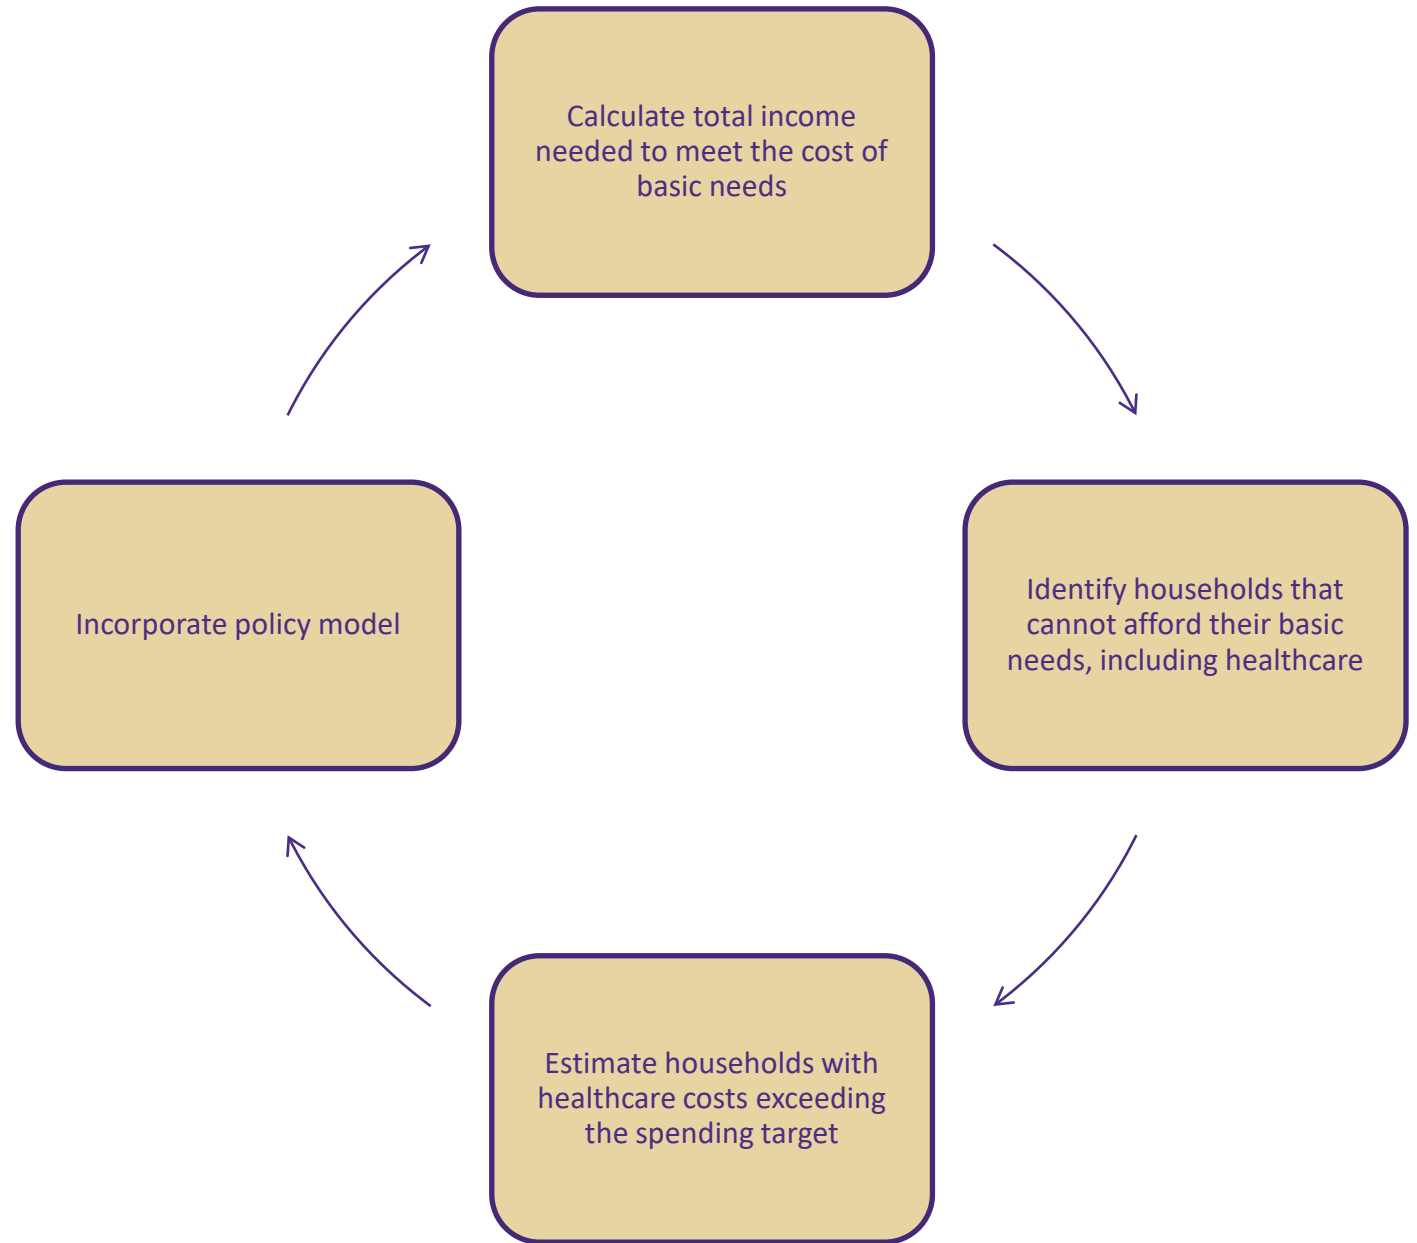 Calculate total income
needed to meet the cost of
basic needs
Identify households that
cannot afford their basic
needs, including healthcare
Estimate households with
healthcare costs exceeding
the spending target
Incorporate policy model